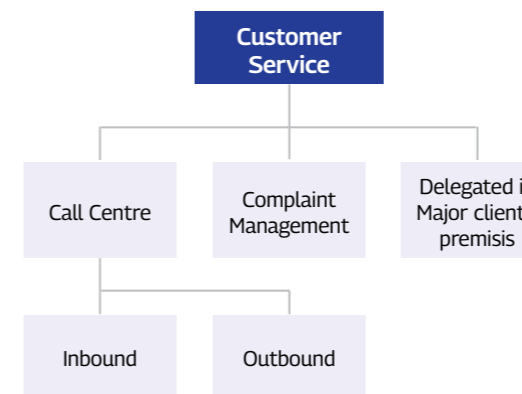 Customer
Service
Call Centre
Complaint
Management
Delegated i
Major client
premisis
Inbound
Outbound